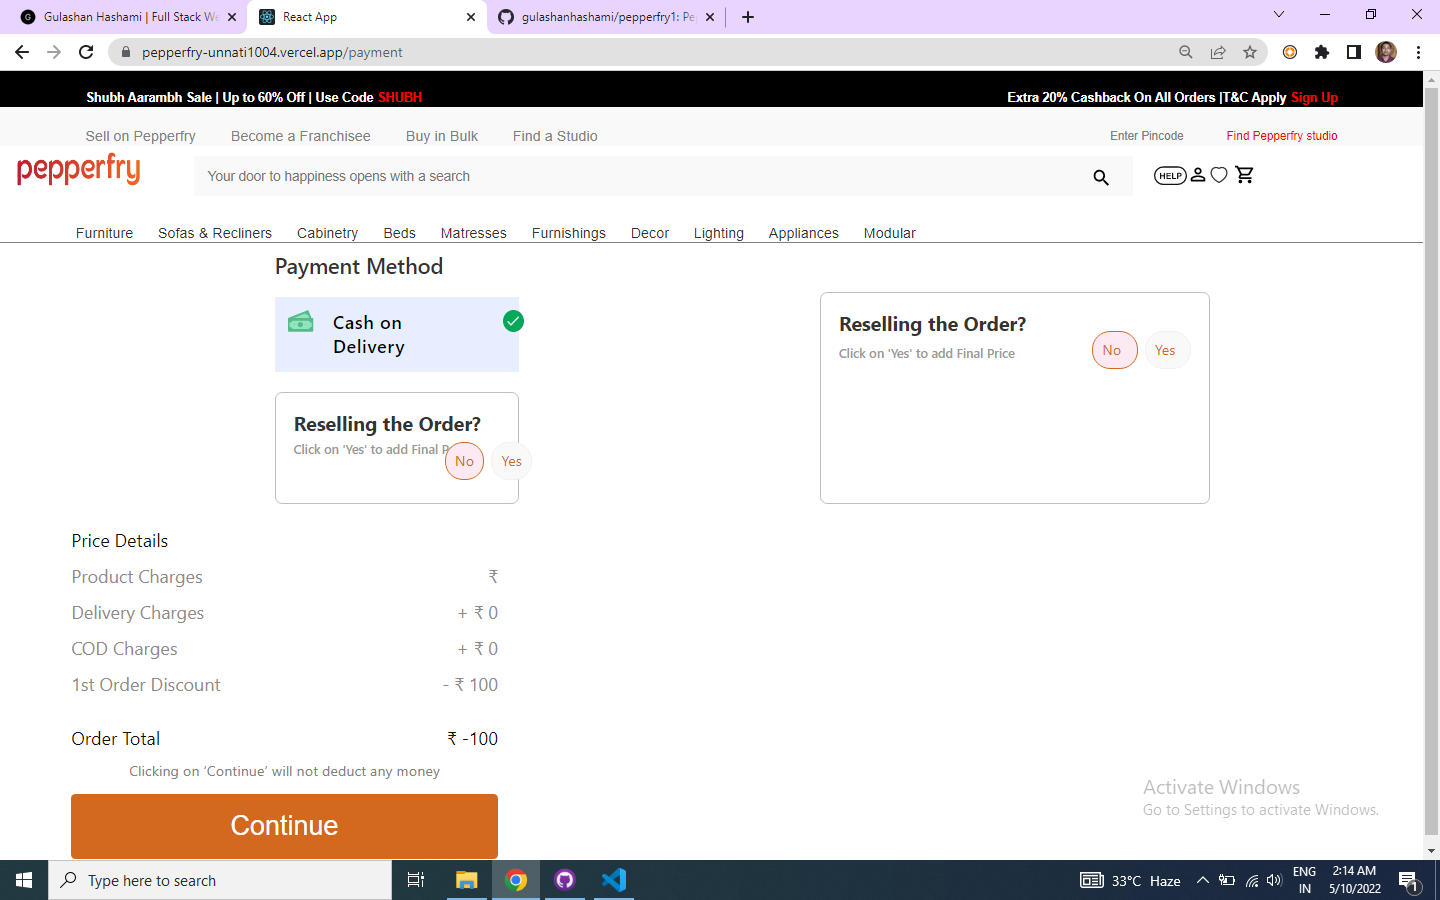 Gulashan Hashami | Full Stack We
React App
gulashanhashami/pepperfry1: Pe
pepperfry-unnati1004.vercel.app/payment
Shubh Aarambh Sale | Up to 60% Off | Use Code SHUBH
Extra 20% Cashback On All Orders |T&C Apply Sign Up
Sell on Pepperfry Become a Franchisee Buy in Bulk Find a Studio
Enter Pincode Find Pepperfry studio
pepperfry
Your door to happiness opens with a search
HELP
Furniture Sofas & Recliners Cabinetry Beds Matresses Furnishings Decor Lighting Appliances Modular
Payment Method
Cash on
Delivery
Reselling the Order?
Click on 'Yes' to add Final Price
No Yes
Reselling the Order?
Click on 'Yes' to add Final P
No Yes
Price Details
Product Charges ₹
Delivery Charges + ₹ 0
COD Charges + ₹ 0
1st Order Discount - ₹ 100
Order Total ₹ -100
Clicking on ‘Continue’ will not deduct any money
Continue
Activate Windows
Go to Settings to activate Windows.
Type here to search
33°C Haze
ENG
IN
2:14 AM
5/10/2022
1